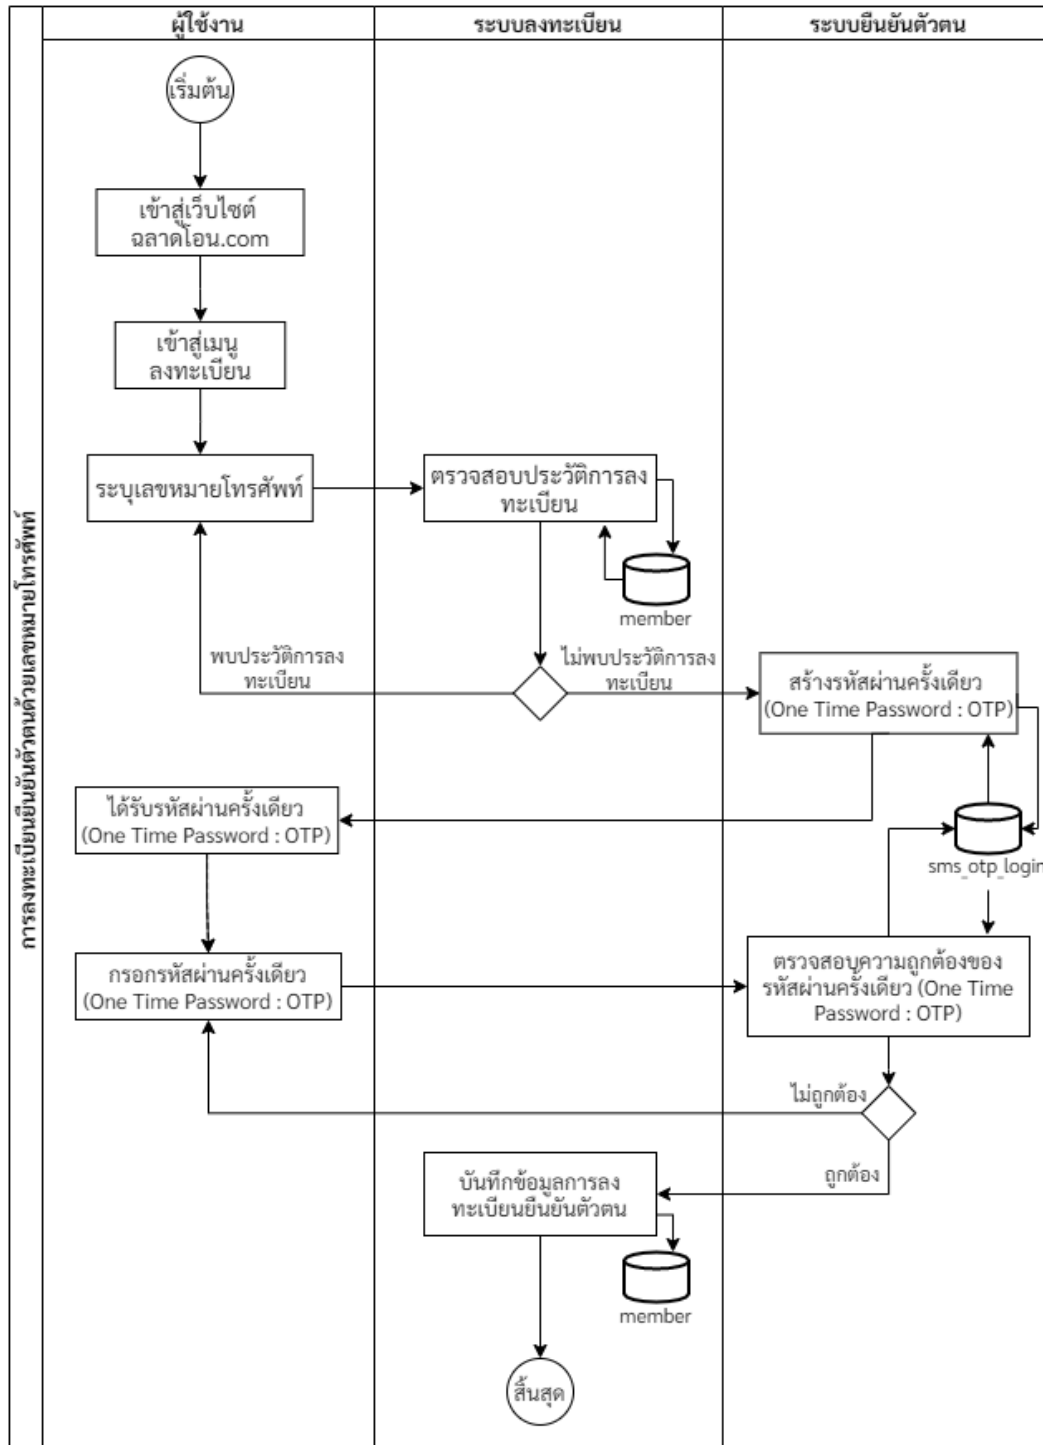 ผู้ใช้งาน
ระบบลงทะเบียน
ระบบยืนยันตัวตน
การลงทะเบียนยืนยันตัวตนด้วยเลขหมายโทรศัพท์
เริ่มต้น
เข้าสู่เว็บไซต์
ฉลาดโอน.com
เข้าสู่เมนู
ลงทะเบียน
ระบุเลขหมายโทรศัพท์
ตรวจสอบประวัติการลง
ทะเบียน
member
พบประวัติการลง
ทะเบียน
ไม่พบประวัติการลง
ทะเบียน
สร้างรหัสผ่านครั้งเดียว
(One Time Password : OTP)
ได้รับรหัสผ่านครั้งเดียว
(One Time Password : OTP)
sms_otp_login
กรอกรหัสผ่านครั้งเดียว
(One Time Password : OTP)
ตรวจสอบความถูกต้องของ
รหัสผ่านครั้งเดียว (One Time
Password : OTP)
ไม่ถูกต้อง
ถูกต้อง
บันทึกข้อมูลการลง
ทะเบียนยืนยันตัวตน
member
สิ้นสุด